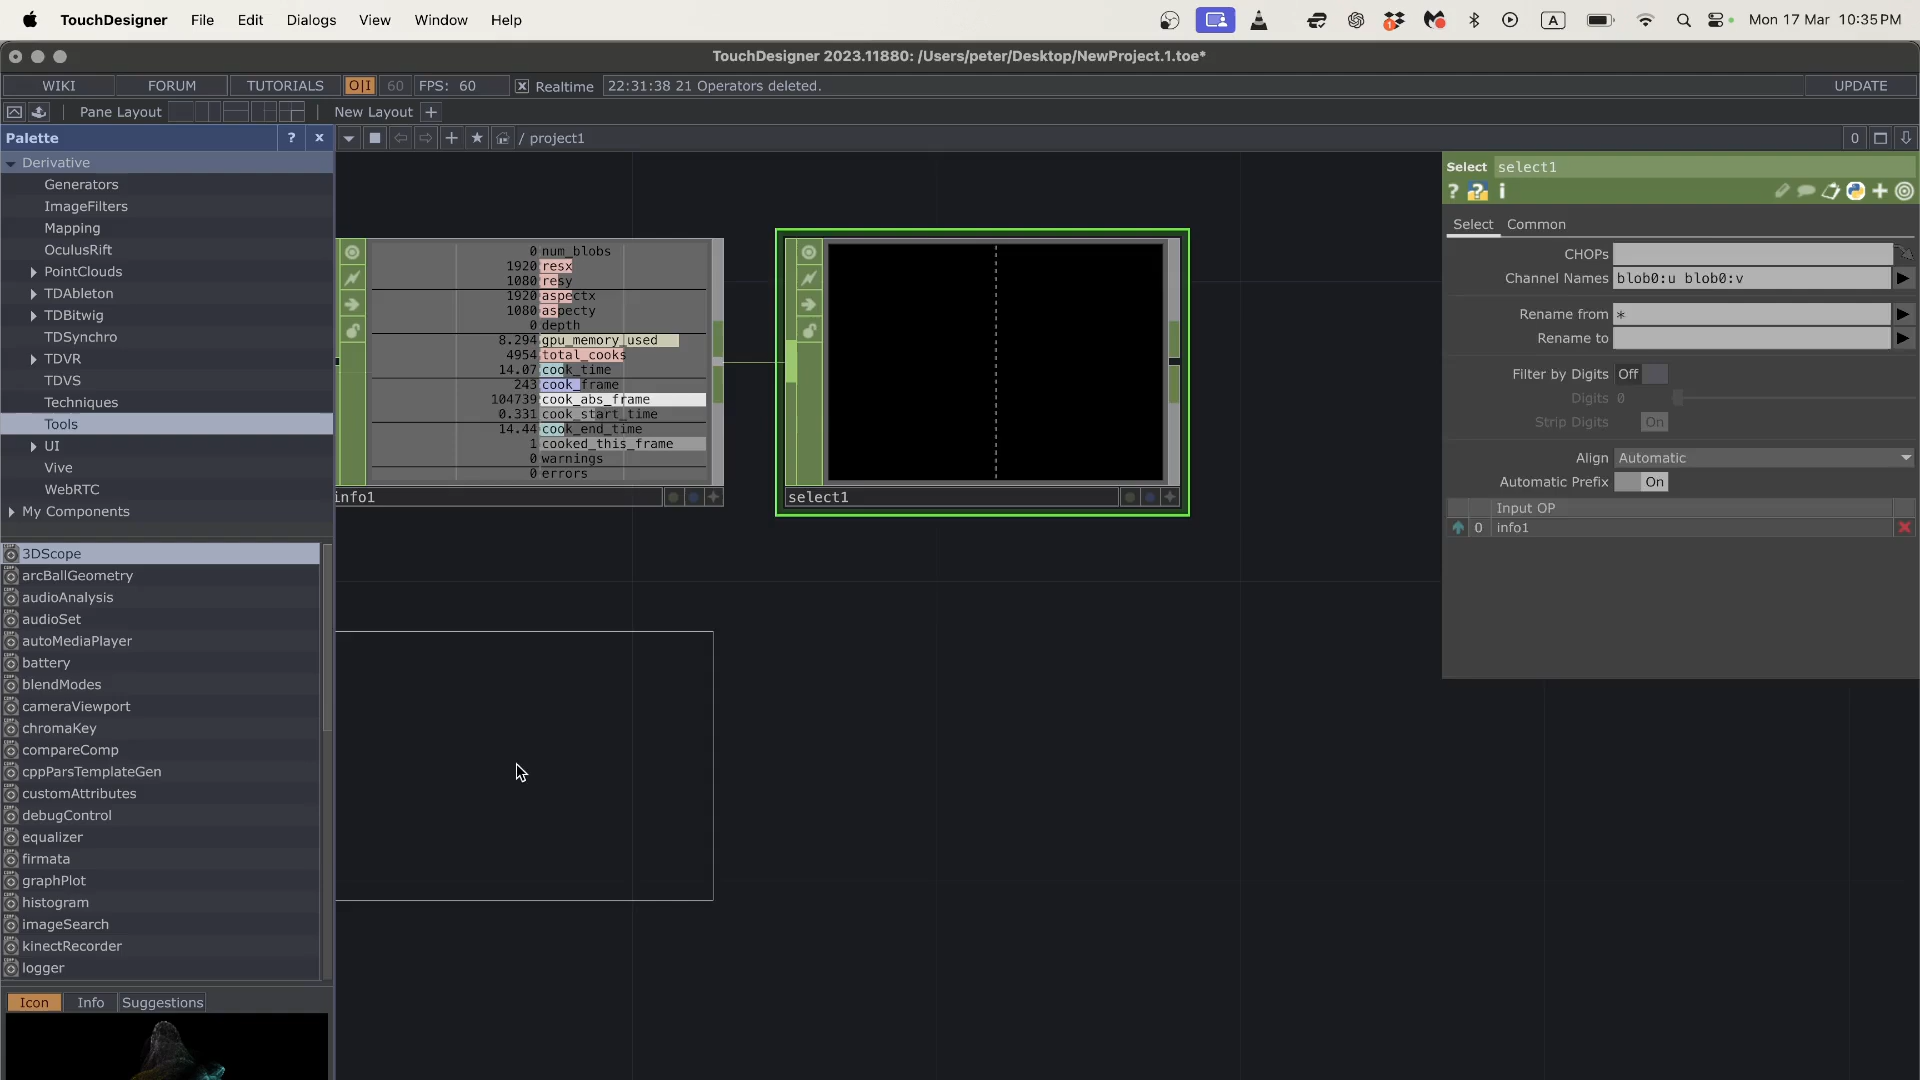 TouchDesigner File Edit Dialogs View Window Help A Mon 17 Mar 10:35PM
TouchDesigner 2023.11880: /Users/peter/Desktop/NewProject.1.toe*
WIKI FORUM TUTORIALS O|I 60 FPS: 60 Realtime 22:31:38 21 Operators deleted. UPDATE
Pane Layout New Layout +
Palette ? x / project1 0
Derivative
Generators
ImageFilters
Mapping
OculusRift
PointClouds
TDAbleton
TDBitwig
TDSynchro
TDVR
TDVS
Techniques
Tools
UI
Vive
WebRTC
My Components
3DScope
arcBallGeometry
audioAnalysis
audioSet
autoMediaPlayer
battery
blendModes
cameraViewport
chromaKey
compareComp
cppParsTemplateGen
customAttributes
debugControl
equalizer
firmata
graphPlot
histogram
imageSearch
kinectRecorder
logger
Icon Info Suggestions
0 num_blobs
1920 resx
1080 resy
1920 aspectx
1080 aspecty
0 depth
8.294 gpu_memory_used
4954 total_cooks
14.07 cook_time
243 cook_frame
104739 cook_abs_frame
0.331 cook_start_time
14.44 cook_end_time
1 cooked_this_frame
0 warnings
0 errors
info1
select1
Select select1
? ? i
Select Common
CHOPs
Channel Names blob0:u blob0:v
Rename from *
Rename to
Filter by Digits Off
Digits 0
Strip Digits On
Align Automatic
Automatic Prefix On
Input OP
0 info1